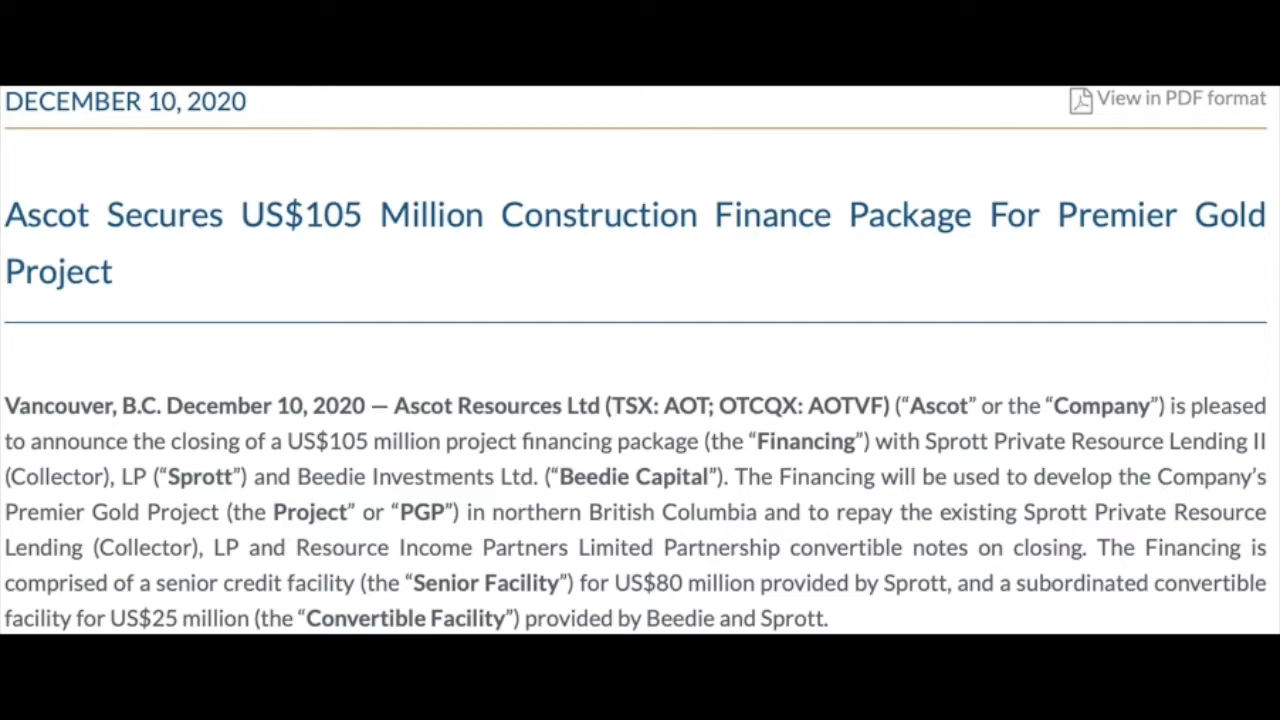 DECEMBER 10, 2020
View in PDF format
Ascot Secures US$105 Million Construction Finance Package For Premier Gold
Project
Vancouver, B.C. December 10, 2020 — Ascot Resources Ltd (TSX: AOT; OTCQX: AOTVF) (“Ascot” or the “Company”) is pleased
to announce the closing of a US$105 million project financing package (the “Financing”) with Sprott Private Resource Lending II
(Collector), LP (“Sprott”) and Beedie Investments Ltd. (“Beedie Capital”). The Financing will be used to develop the Company’s
Premier Gold Project (the Project” or “PGP”) in northern British Columbia and to repay the existing Sprott Private Resource
Lending (Collector), LP and Resource Income Partners Limited Partnership convertible notes on closing. The Financing is
comprised of a senior credit facility (the “Senior Facility”) for US$80 million provided by Sprott, and a subordinated convertible
facility for US$25 million (the “Convertible Facility”) provided by Beedie and Sprott.